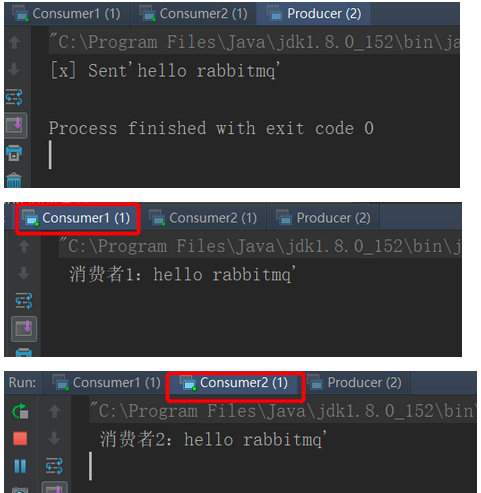 Consumer1 (1) Consumer2 (1) Producer (2)
"C:\Program Files\Java\jdk1.8.0_152\bin\ja
[x] Sent'hello rabbitmq'
Process finished with exit code 0
Consumer1 (1) Consumer2 (1) Producer (2)
"C:\Program Files\Java\jdk1.8.0_152\bin\j
消费者1：hello rabbitmq'
Run: Consumer1 (1) Consumer2 (1) Producer (2)
"C:\Program Files\Java\jdk1.8.0_152\bin\
消费者2：hello rabbitmq'